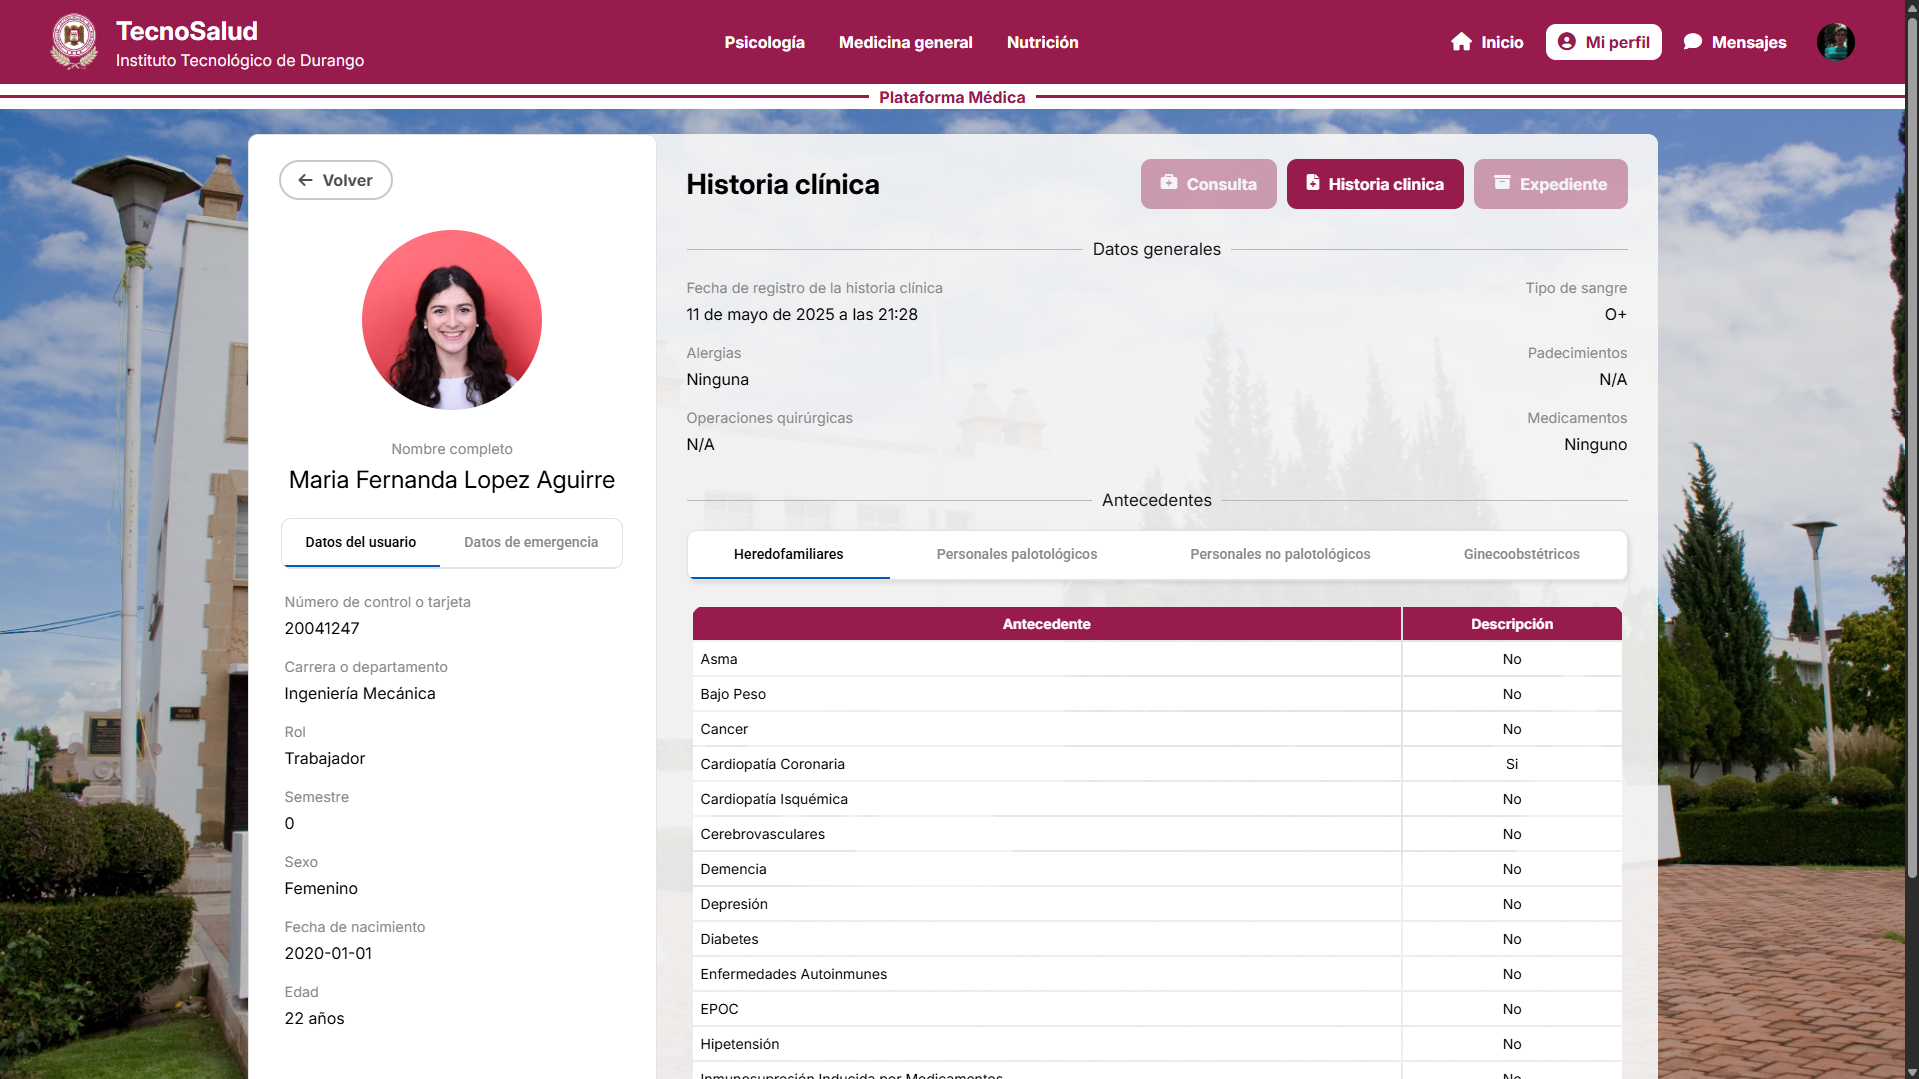 TecnoSalud
Instituto Tecnológico de Durango
Psicología
Medicina general
Nutrición
Inicio
Mi perfil
Mensajes
Plataforma Médica
Volver
Nombre completo
Maria Fernanda Lopez Aguirre
Datos del usuario
Datos de emergencia
Número de control o tarjeta
20041247
Carrera o departamento
Ingeniería Mecánica
Rol
Trabajador
Semestre
0
Sexo
Femenino
Fecha de nacimiento
2020-01-01
Edad
22 años
Historia clínica
Consulta
Historia clinica
Expediente
Datos generales
Fecha de registro de la historia clínica
11 de mayo de 2025 a las 21:28
Tipo de sangre
O+
Alergias
Ninguna
Padecimientos
N/A
Operaciones quirúrgicas
N/A
Medicamentos
Ninguno
Antecedentes
Heredofamiliares
Personales palotológicos
Personales no palotológicos
Ginecoobstétricos
Antecedente Descripción
Asma No
Bajo Peso No
Cancer No
Cardiopatía Coronaria Si
Cardiopatía Isquémica No
Cerebrovasculares No
Demencia No
Depresión No
Diabetes No
Enfermedades Autoinmunes No
EPOC No
Hipetensión No
Inmunosupresión Inducida por Medicamentos No